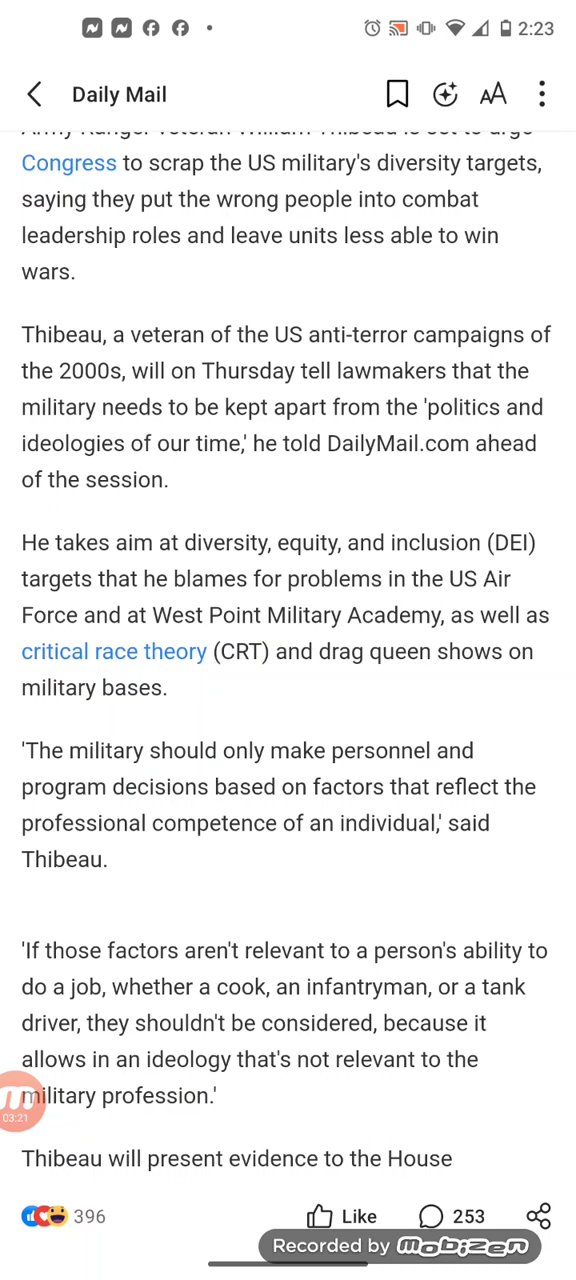 2:23
Daily Mail
AA
Congress to scrap the US military's diversity targets,
saying they put the wrong people into combat
leadership roles and leave units less able to win
wars.
Thibeau, a veteran of the US anti-terror campaigns of
the 2000s, will on Thursday tell lawmakers that the
military needs to be kept apart from the 'politics and
ideologies of our time,' he told DailyMail.com ahead
of the session.
He takes aim at diversity, equity, and inclusion (DEI)
targets that he blames for problems in the US Air
Force and at West Point Military Academy, as well as
critical race theory (CRT) and drag queen shows on
military bases.
'The military should only make personnel and
program decisions based on factors that reflect the
professional competence of an individual,' said
Thibeau.
'If those factors aren't relevant to a person's ability to
do a job, whether a cook, an infantryman, or a tank
driver, they shouldn't be considered, because it
allows in an ideology that's not relevant to the
military profession.'
03:21
Thibeau will present evidence to the House
396
Like
253
Recorded by mobizen